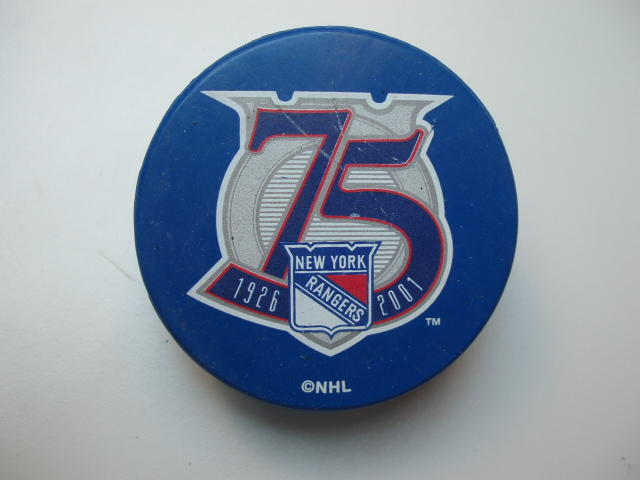 75
1926
2001
NEW YORK
RANGERS
TM
©NHL